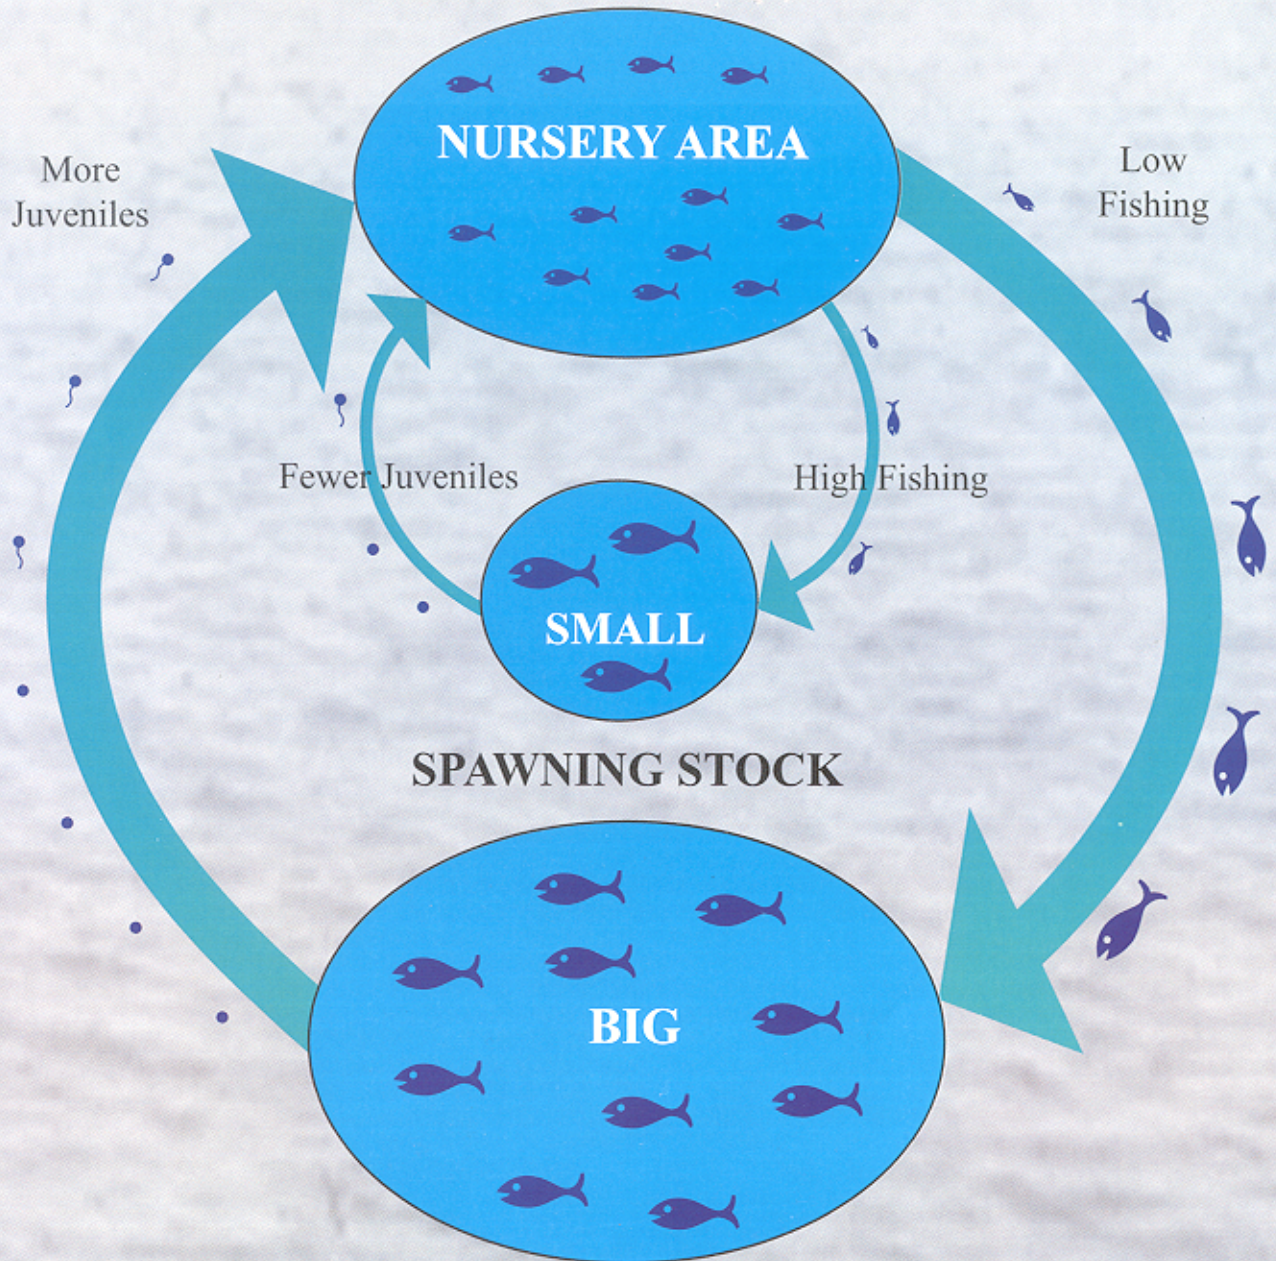 NURSERY AREA
More
Juveniles
Low
Fishing
Fewer Juveniles
High Fishing
SMALL
SPAWNING STOCK
BIG